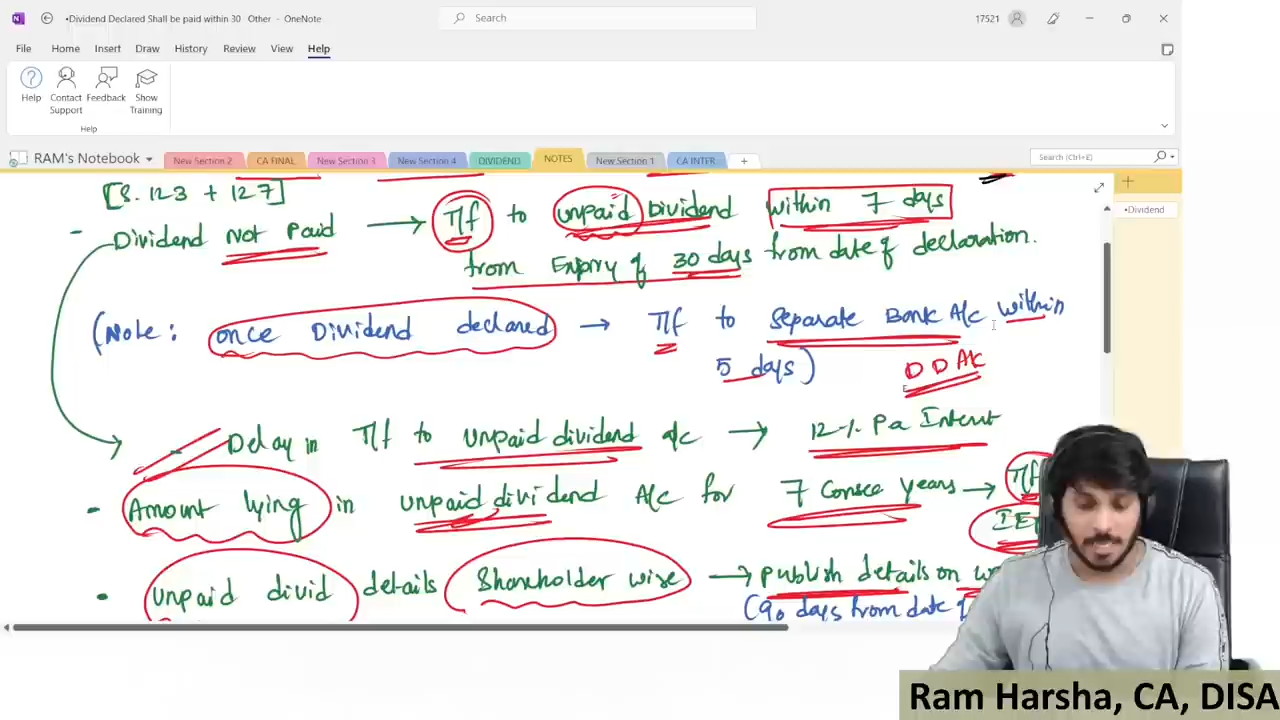 •Dividend Declared Shall be paid within 30 Other - OneNote
Search
17521
File Home Insert Draw History Review View Help
Help Contact Support Feedback Show Training
Help
RAM's Notebook New Section 2 CA FINAL New Section 3 New Section 4 DIVIDEND NOTES New Section 1 CA INTER + Search (Ctrl+E)
•Dividend
[S. 123 + 127]
- Dividend Not Paid → T/f to unpaid Dividend within 7 days
from Expiry of 30 days from date of declaration.
(Note: once Dividend declared → T/f to Separate Bank A/c within
5 days)
D D A/c
- Delay in T/f to unpaid dividend a/c → 12% Pa Interest
- Amount lying in unpaid dividend A/c for 7 Consce years → T/f
• unpaid divid details Shareholder wise → publish details on
(90 days from date of
Ram Harsha, CA, DISA